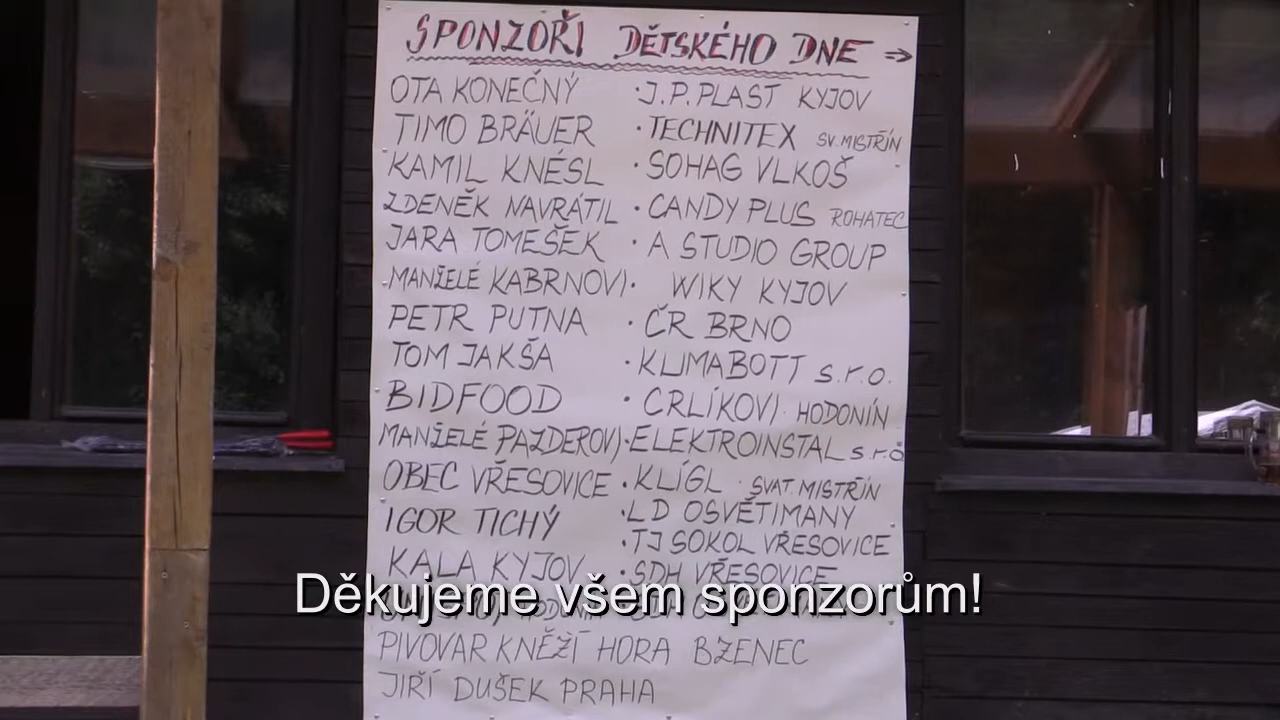 SPONZOŘI DĚTSKÉHO DNE ⇒
OTA KONEČNÝ
TIMO BRÄUER
KAMIL KNÉSL
ZDENĚK NAVRÁTIL
JARA TOMEŠEK
MANŽELÉ KABRNOVI
PETR PUTNA
TOM JAKŠA
BIDFOOD
MANŽELÉ PAZDEROVI
OBEC VŘESOVICE
IGOR TICHÝ
KALA KYJOV
• J.P.PLAST KYJOV
• TECHNITEX SV. MISTŘÍN
• SOHAG VLKOŠ
• CANDY PLUS ROHATEC
• A STUDIO GROUP
• WIKY KYJOV
• ČR BRNO
• KLIMABOTT s.r.o.
• CRLÍKOVI HODONÍN
• ELEKTROINSTAL s.r.o
• KLÍGL SVAT. MISTŘÍN
• LD OSVĚTIMANY
• TJ SOKOL VŘESOVICE
• SDH VŘESOVICE
PIVOVAR KNĚŽÍ HORA BZENEC
JIŘÍ DUŠEK PRAHA
Děkujeme všem sponzorům!